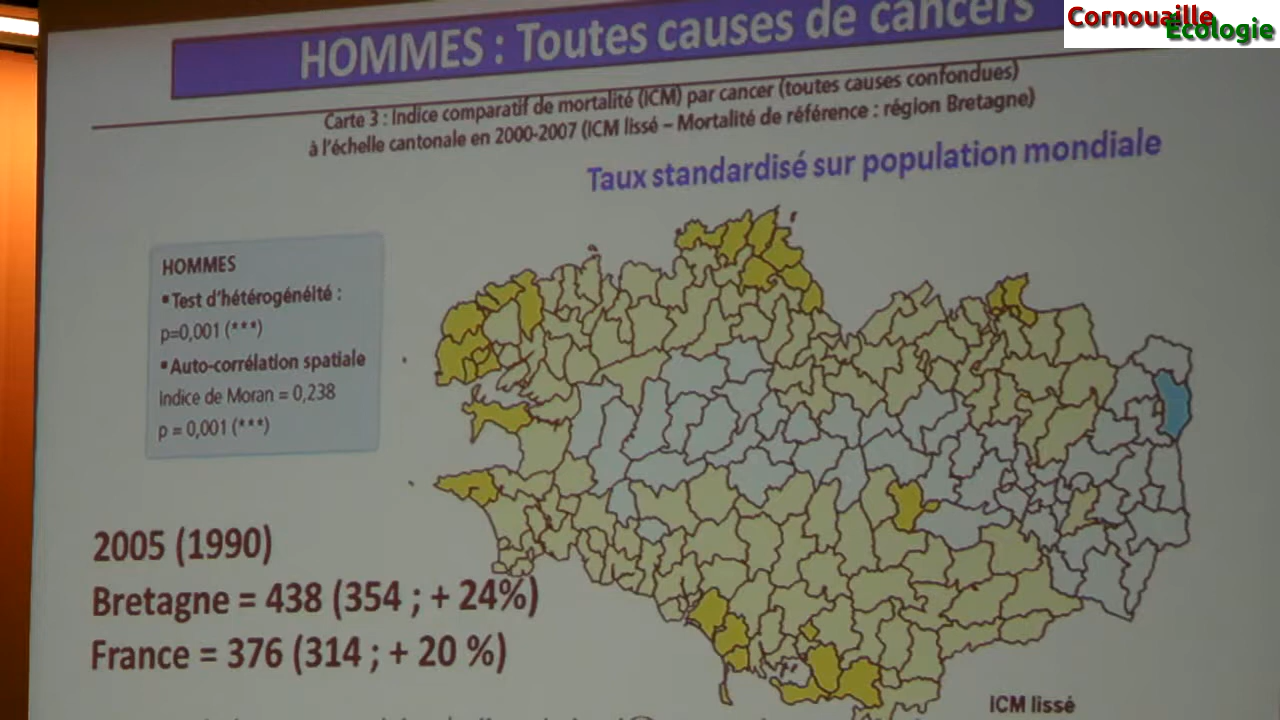 Cornouaille
Écologie
HOMMES : Toutes causes de cancers
Carte 3 : Indice comparatif de mortalité (ICM) par cancer (toutes causes confondues)
à l'échelle cantonale en 2000-2007 (ICM lissé – Mortalité de référence : région Bretagne)
Taux standardisé sur population mondiale
HOMMES
▪Test d'hétérogénéité :
p=0,001 (***)
▪Auto-corrélation spatiale
Indice de Moran = 0,238
p = 0,001 (***)
2005 (1990)
Bretagne = 438 (354 ; + 24%)
France = 376 (314 ; + 20 %)
ICM lissé